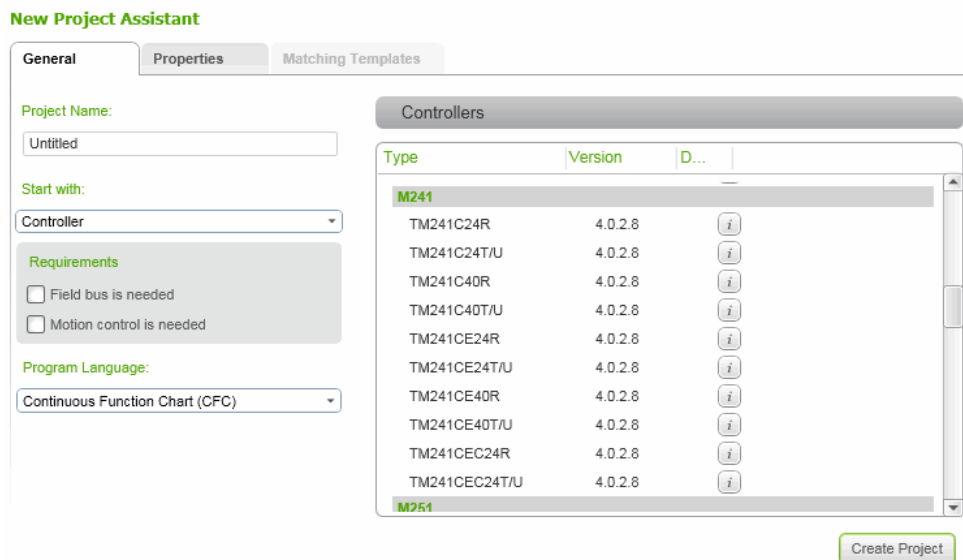 New Project Assistant
General
Properties
Matching Templates
Project Name:
Untitled
Start with:
Controller
Requirements
Field bus is needed
Motion control is needed
Program Language:
Continuous Function Chart (CFC)
Controllers
Type Version D...
M241
TM241C24R 4.0.2.8 i
TM241C24T/U 4.0.2.8 i
TM241C40R 4.0.2.8 i
TM241C40T/U 4.0.2.8 i
TM241CE24R 4.0.2.8 i
TM241CE24T/U 4.0.2.8 i
TM241CE40R 4.0.2.8 i
TM241CE40T/U 4.0.2.8 i
TM241CEC24R 4.0.2.8 i
TM241CEC24T/U 4.0.2.8 i
M251
Create Project